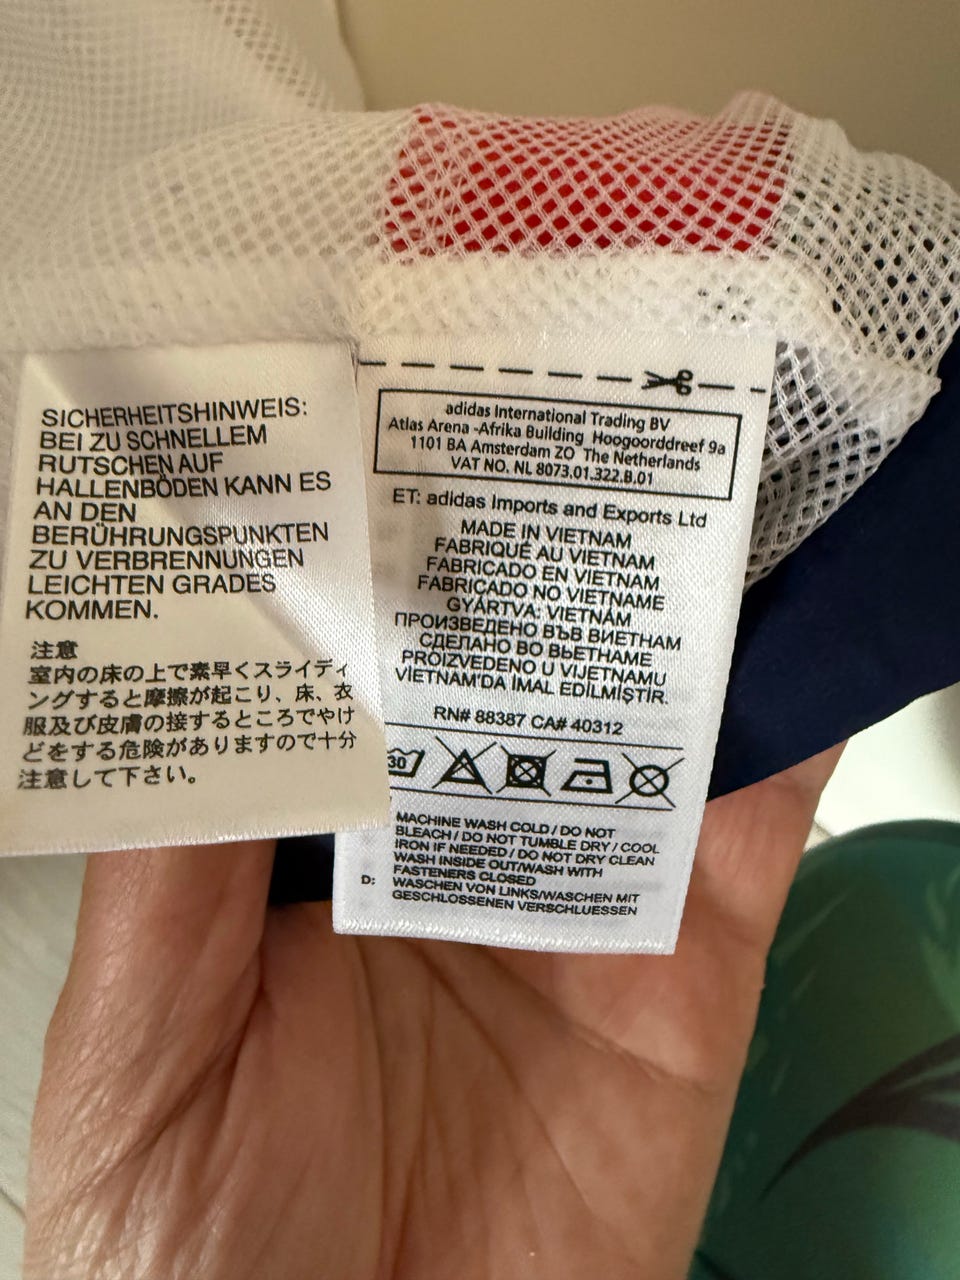 SICHERHEITSHINWEIS:
BEI ZU SCHNELLEM
RUTSCHEN AUF
HALLENBÖDEN KANN ES
AN DEN
BERÜHRUNGSPUNKTEN
ZU VERBRENNUNGEN
LEICHTEN GRADES
KOMMEN.
注意
室内の床の上で素早くスライディ
ングすると摩擦が起こり、床、衣
服及び皮膚の接するところでやけ
どをする危険がありますので十分
注意して下さい。
adidas International Trading BV
Atlas Arena -Afrika Building Hoogoorddreef 9a
1101 BA Amsterdam ZO The Netherlands
VAT NO. NL 8073.01.322.B.01
ET: adidas Imports and Exports Ltd
MADE IN VIETNAM
FABRIQUÉ AU VIETNAM
FABRICADO EN VIETNAM
FABRICADO NO VIETNAME
GYÁRTVA: VIETNÁM
ПРОИЗВЕДЕНО ВЪВ ВИЕТНАМ
СДЕЛАНО ВО ВЬЕТНАМЕ
PROIZVEDENO U VIJETNAMU
VİETNAM'DA İMAL EDİLMİŞTİR.
RN# 88387 CA# 40312
30
MACHINE WASH COLD / DO NOT
BLEACH / DO NOT TUMBLE DRY / COOL
IRON IF NEEDED / DO NOT DRY CLEAN
WASH INSIDE OUT/WASH WITH
FASTENERS CLOSED
D: WASCHEN VON LINKS/WASCHEN MIT
GESCHLOSSENEN VERSCHLUESSEN